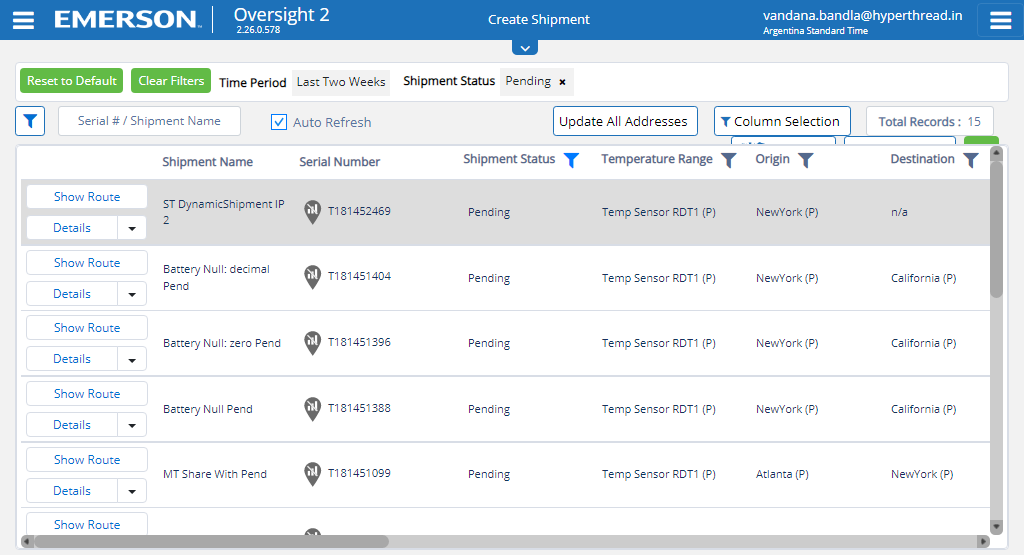 EMERSON
Oversight 2
2.26.0.578
Create Shipment
vandana.bandla@hyperthread.in
Argentina Standard Time
Reset to Default
Clear Filters
Time Period
Last Two Weeks
Shipment Status
Pending ×
Serial # / Shipment Name
Auto Refresh
Update All Addresses
Column Selection
Total Records : 15
Shipment Name
Serial Number
Shipment Status
Temperature Range
Origin
Destination
Show Route
Details
ST DynamicShipment IP
2
T181452469
Pending
Temp Sensor RDT1 (P)
NewYork (P)
n/a
Show Route
Details
Battery Null: decimal
Pend
T181451404
Pending
Temp Sensor RDT1 (P)
NewYork (P)
California (P)
Show Route
Details
Battery Null: zero Pend
T181451396
Pending
Temp Sensor RDT1 (P)
NewYork (P)
California (P)
Show Route
Details
Battery Null Pend
T181451388
Pending
Temp Sensor RDT1 (P)
NewYork (P)
California (P)
Show Route
Details
MT Share With Pend
T181451099
Pending
Temp Sensor RDT1 (P)
Atlanta (P)
NewYork (P)
Show Route